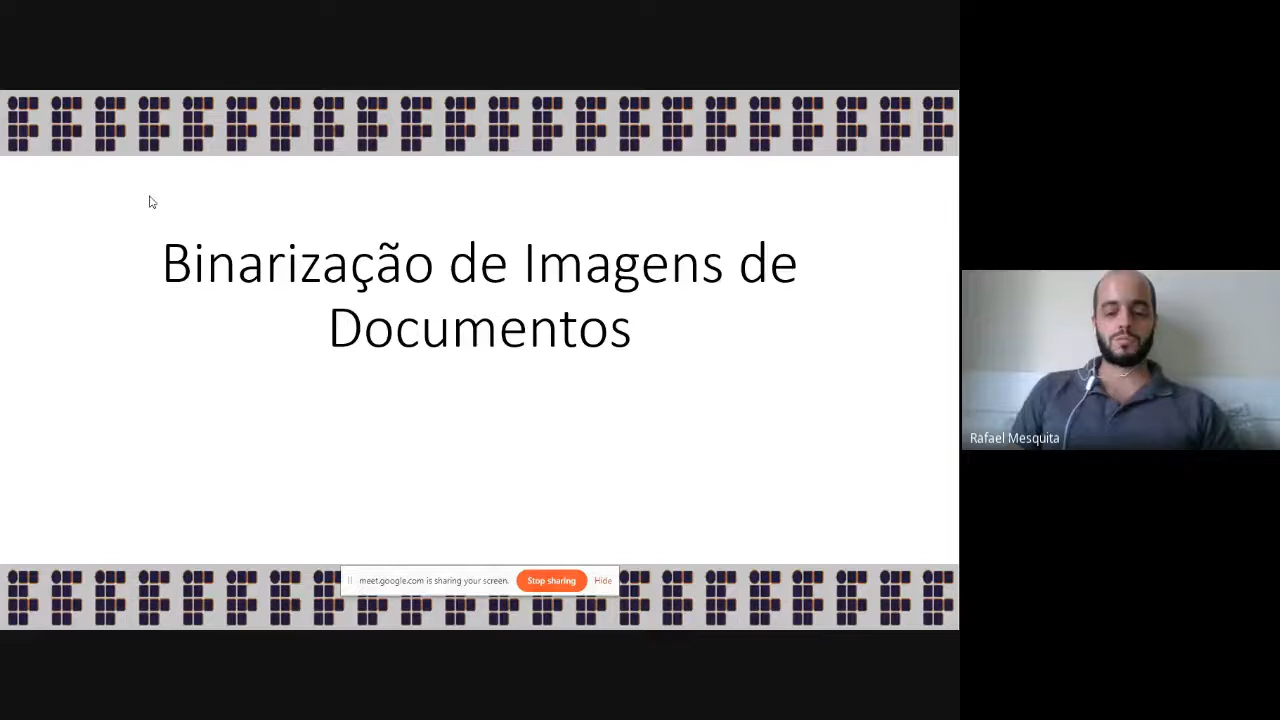 Binarização de Imagens de
Documentos
Rafael Mesquita
meet.google.com is sharing your screen.
Stop sharing
Hide